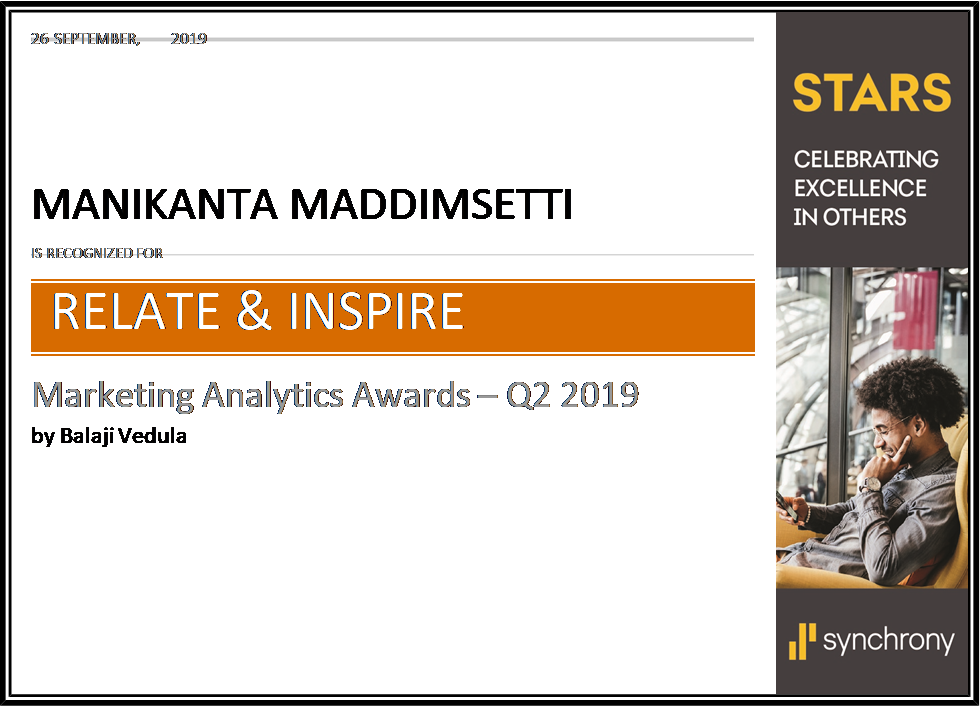 26 SEPTEMBER, 2019
MANIKANTA MADDIMSETTI
IS RECOGNIZED FOR
RELATE & INSPIRE
Marketing Analytics Awards – Q2 2019
by Balaji Vedula
STARS
CELEBRATING
EXCELLENCE
IN OTHERS
synchrony